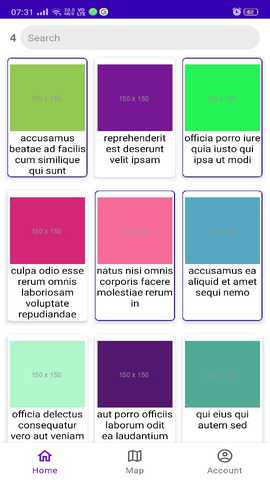 07:31
62
4 Search
150 x 150 150 x 150 150 x 150
accusamus
beatae ad facilis
cum similique
qui sunt
reprehenderit
est deserunt
velit ipsam
officia porro iure
quia iusto qui
ipsa ut modi
150 x 150 150 x 150 150 x 150
culpa odio esse
rerum omnis
laboriosam
voluptate
repudiandae
natus nisi omnis
corporis facere
molestiae rerum
in
accusamus ea
aliquid et amet
sequi nemo
150 x 150 150 x 150 150 x 150
officia delectus
consequatur
vero aut veniam
aut porro officiis
laborum odit
ea laudantium
qui eius qui
autem sed
Home Map Account